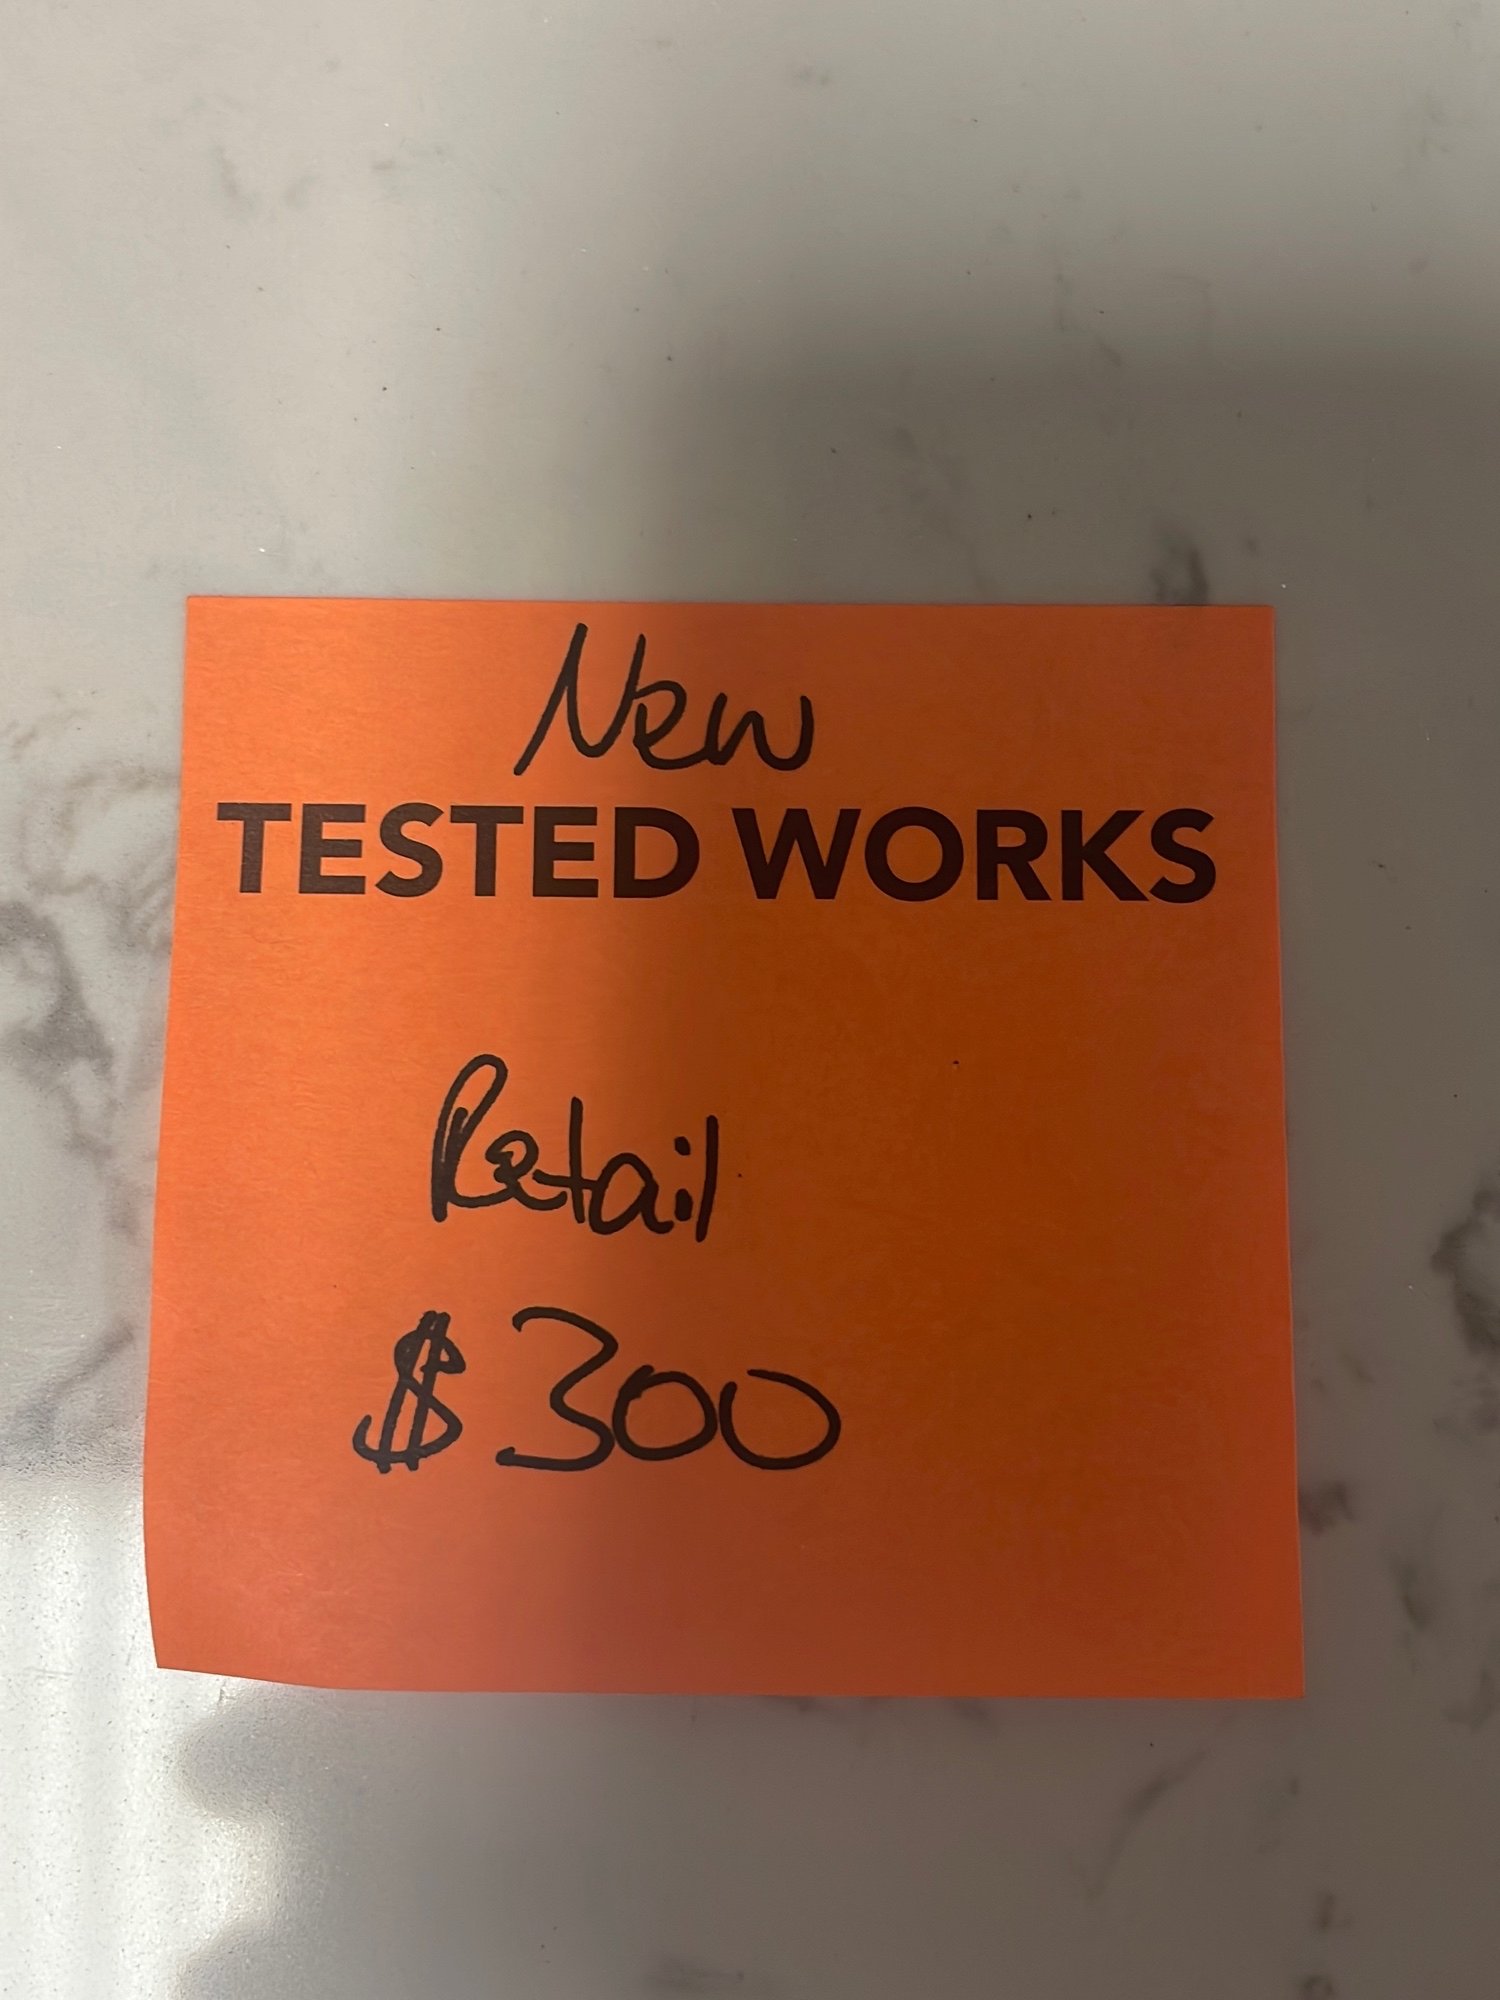 New
TESTED WORKS
Retail
$ 300